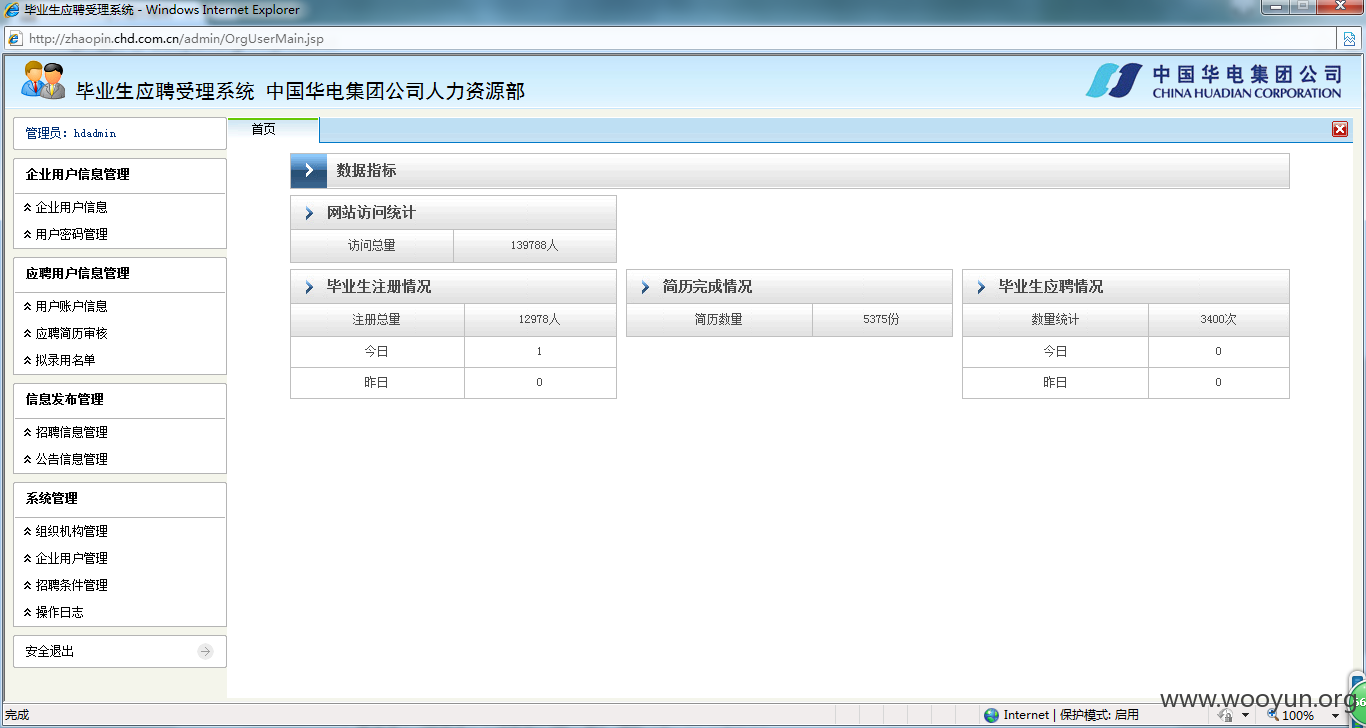 毕业生应聘受理系统 - Windows Internet Explorer
http://zhaopin.chd.com.cn/admin/OrgUserMain.jsp
毕业生应聘受理系统 中国华电集团公司人力资源部
中国华电集团公司
CHINA HUADIAN CORPORATION
管理员：hdadmin
企业用户信息管理
企业用户信息
用户密码管理
应聘用户信息管理
用户账户信息
应聘简历审核
拟录用名单
信息发布管理
招聘信息管理
公告信息管理
系统管理
组织机构管理
企业用户管理
招聘条件管理
操作日志
安全退出
首页
数据指标
网站访问统计
访问总量 139788人
毕业生注册情况
注册总量 12978人
今日 1
昨日 0
简历完成情况
简历数量 5375份
毕业生应聘情况
数量统计 3400次
今日 0
昨日 0
www.wooyun.org
完成
Internet | 保护模式: 启用
100%